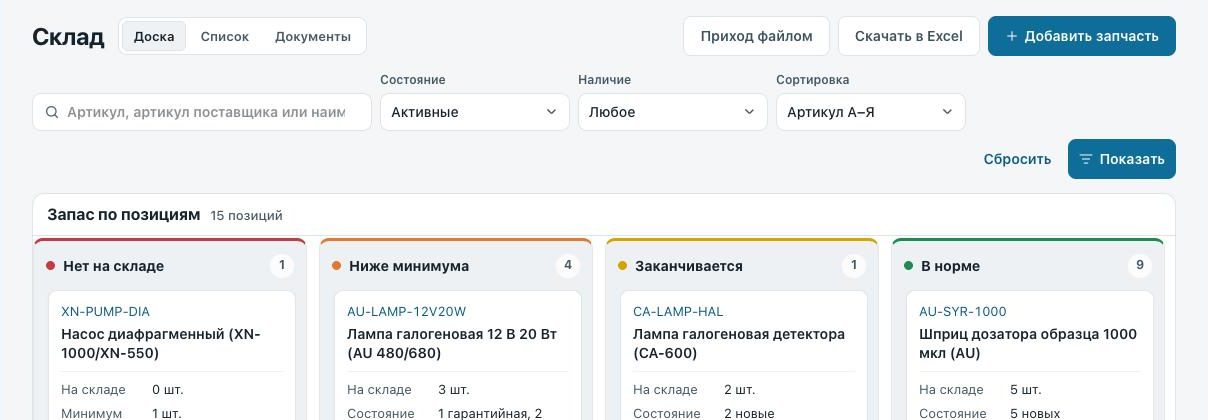 Склад
Доска Список Документы
Приход файлом Скачать в Excel + Добавить запчасть
Состояние Наличие Сортировка
Артикул, артикул поставщика или наим Активные Любое Артикул А–Я
Сбросить Показать
Запас по позициям 15 позиций
Нет на складе 1
XN-PUMP-DIA
Насос диафрагменный (XN-
1000/XN-550)
На складе 0 шт.
Минимум 1 шт.
Ниже минимума 4
AU-LAMP-12V20W
Лампа галогеновая 12 В 20 Вт
(AU 480/680)
На складе 3 шт.
Состояние 1 гарантийная, 2
Заканчивается 1
CA-LAMP-HAL
Лампа галогеновая детектора
(CA-600)
На складе 2 шт.
Состояние 2 новые
В норме 9
AU-SYR-1000
Шприц дозатора образца 1000
мкл (AU)
На складе 5 шт.
Состояние 5 новых